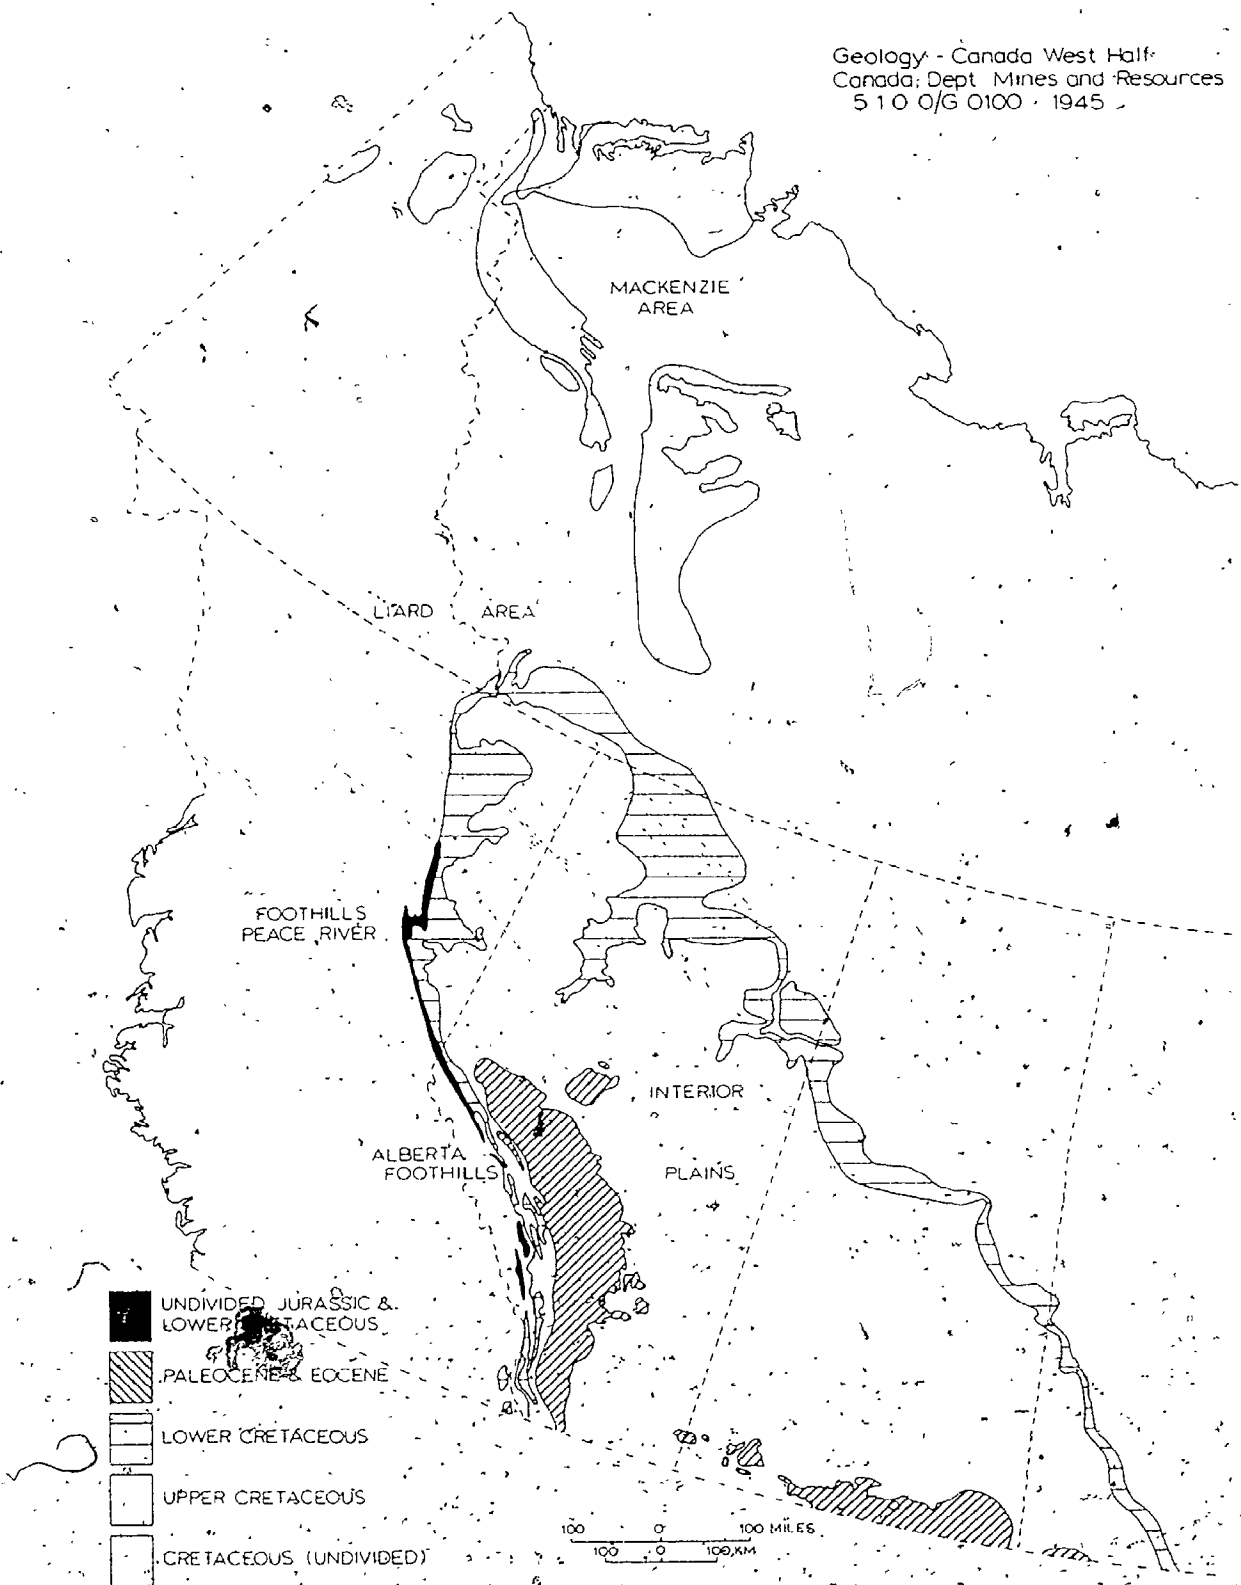 Geology - Canada West Half
Canada; Dept Mines and Resources
5 1 0 0/G 0100 · 1945
MACKENZIE
AREA
LIARD AREA
FOOTHILLS
PEACE RIVER
INTERIOR
ALBERTA
FOOTHILLS
PLAINS
UNDIVIDED JURASSIC &
LOWER TACEOUS
PALEOCENE & EOCENE
LOWER CRETACEOUS
UPPER CRETACEOUS
CRETACEOUS (UNDIVIDED)
100 0 100 MILES
100 0 100 KM